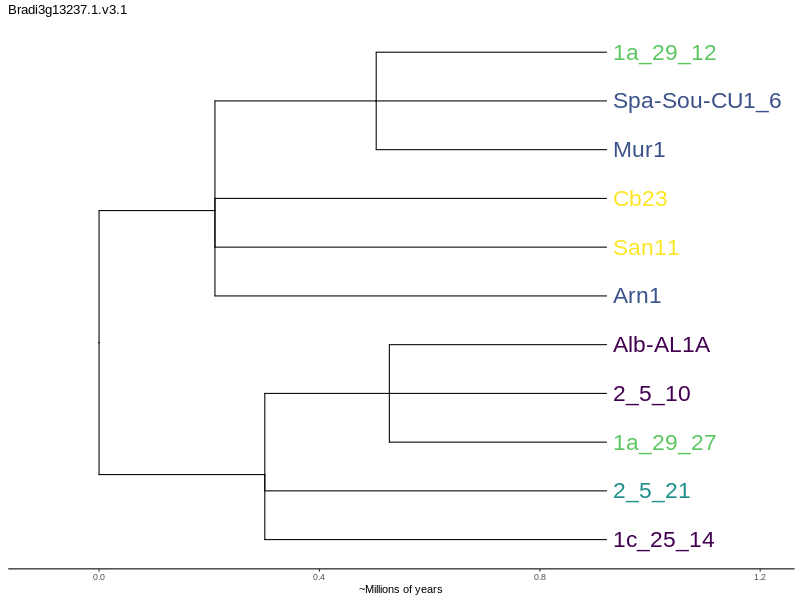 Bradi3g13237.1.v3.1
1a_29_12
Spa-Sou-CU1_6
Mur1
Cb23
San11
Arn1
Alb-AL1A
2_5_10
1a_29_27
2_5_21
1c_25_14
0.0 0.4 0.8 1.2
~Millions of years